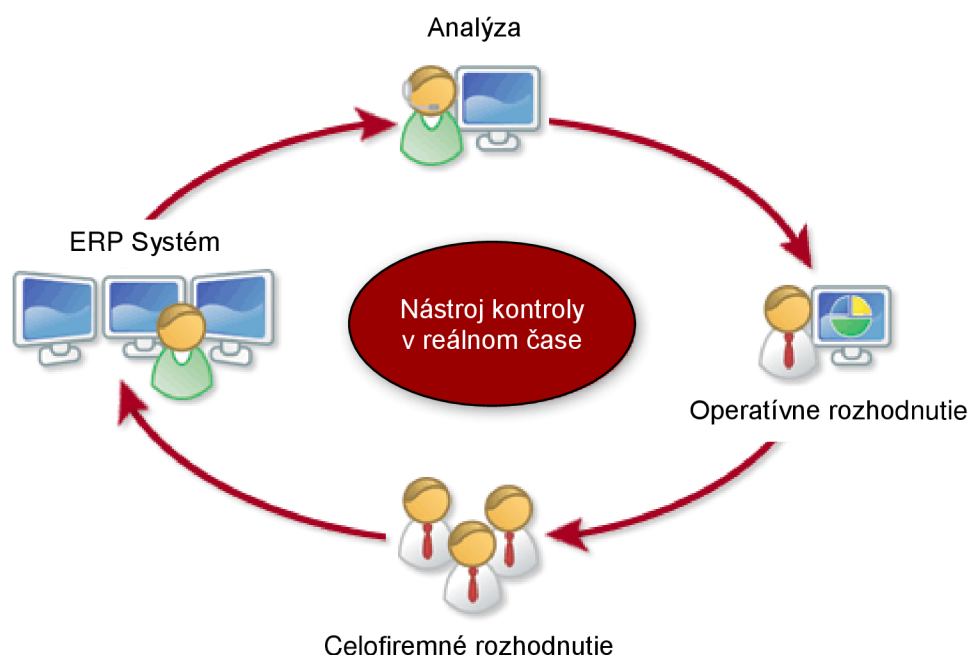 Analýza
ERP Systém
Nástroj kontroly
v reálnom čase
Operatívne rozhodnutie
Celofiremné rozhodnutie